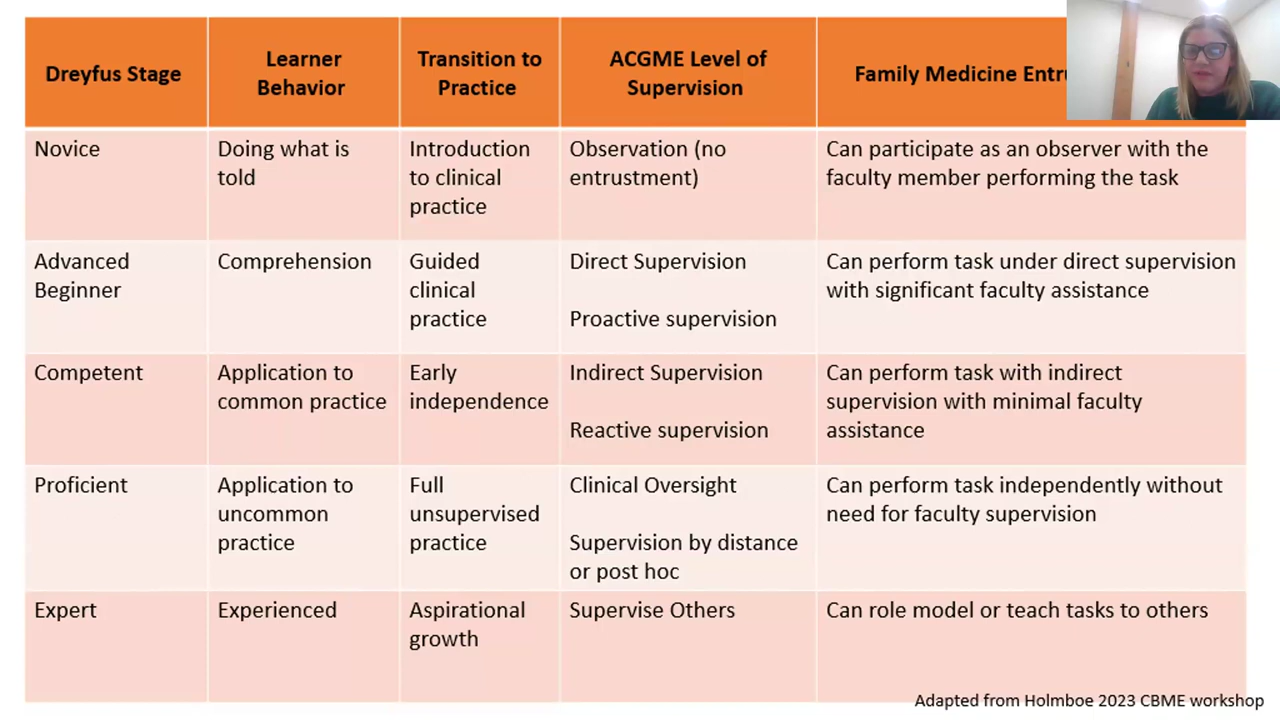 Dreyfus Stage
Learner
Behavior
Transition to
Practice
ACGME Level of
Supervision
Family Medicine
Novice
Doing what is
told
Introduction
to clinical
practice
Observation (no
entrustment)
Can participate as an observer with the
faculty member performing the task
Advanced
Beginner
Comprehension
Guided
clinical
practice
Direct Supervision
Proactive supervision
Can perform task under direct supervision
with significant faculty assistance
Competent
Application to
common practice
Early
independence
Indirect Supervision
Reactive supervision
Can perform task with indirect
supervision with minimal faculty
assistance
Proficient
Application to
uncommon
practice
Full
unsupervised
practice
Clinical Oversight
Supervision by distance
or post hoc
Can perform task independently without
need for faculty supervision
Expert
Experienced
Aspirational
growth
Supervise Others
Can role model or teach tasks to others
Adapted from Holmboe 2023 CBME workshop